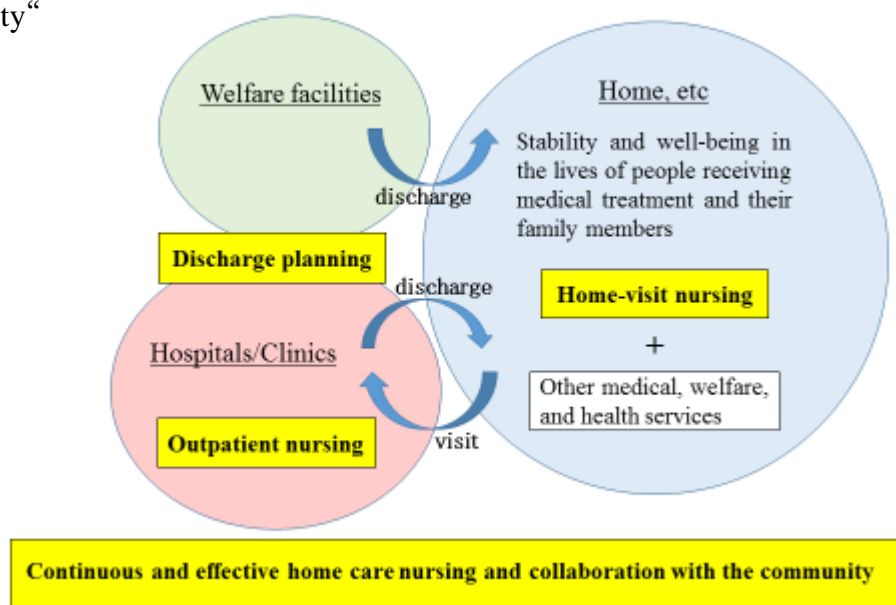 ty“
Welfare facilities
discharge
Discharge planning
discharge
Hospitals/Clinics
Outpatient nursing
visit
Home, etc
Stability and well-being in
the lives of people receiving
medical treatment and their
family members
Home-visit nursing
+
Other medical, welfare,
and health services
Continuous and effective home care nursing and collaboration with the community